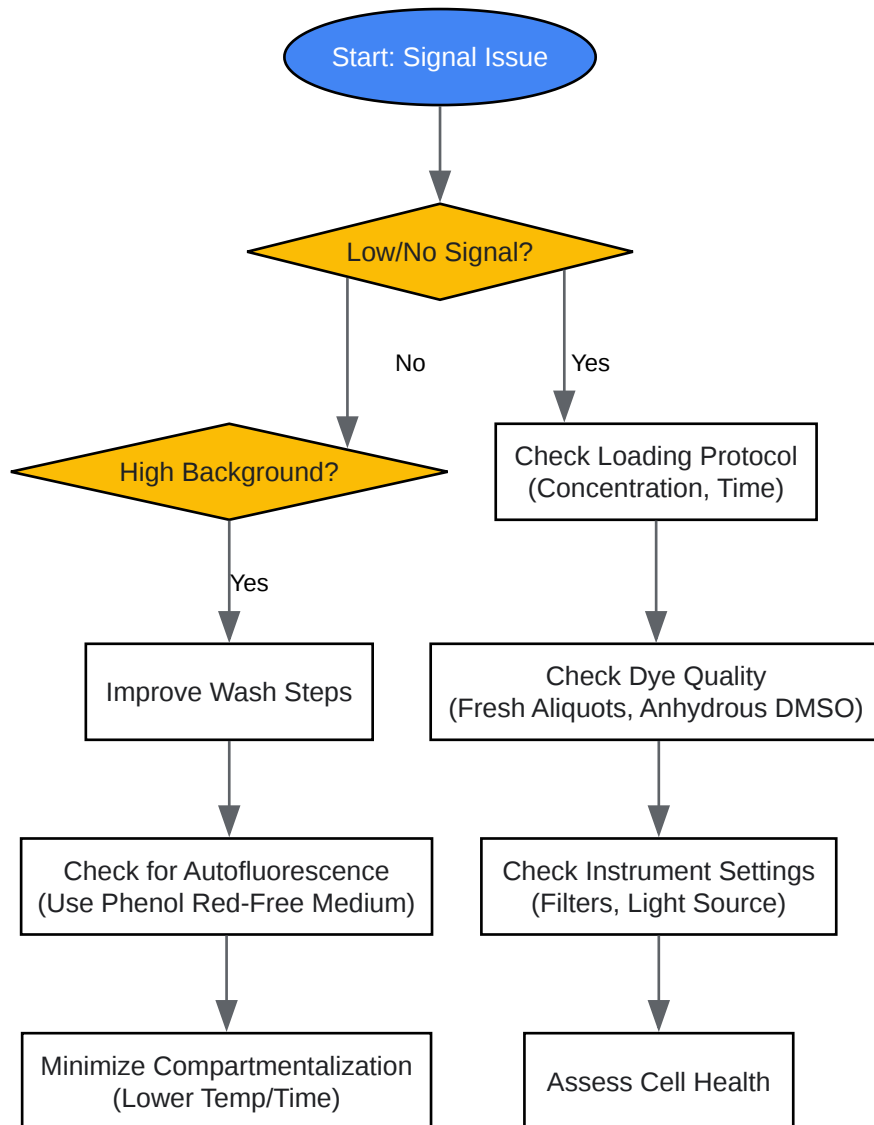 Start: Signal Issue
Low/No Signal?
No
Yes
High Background?
Check Loading Protocol
(Concentration, Time)
Yes
Improve Wash Steps
Check Dye Quality
(Fresh Aliquots, Anhydrous DMSO)
Check for Autofluorescence
(Use Phenol Red-Free Medium)
Check Instrument Settings
(Filters, Light Source)
Minimize Compartmentalization
(Lower Temp/Time)
Assess Cell Health